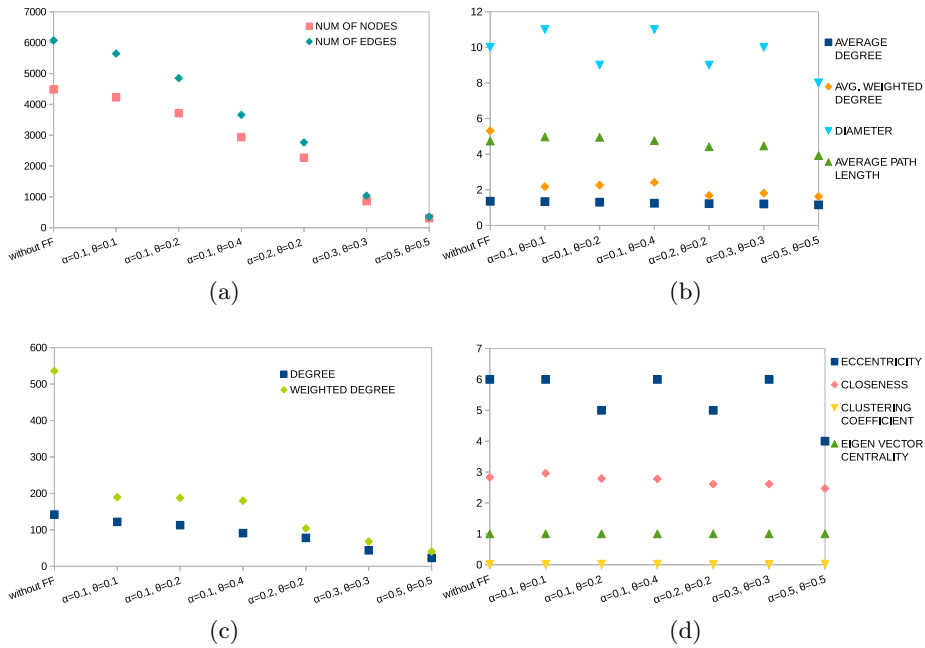 7000
6000
5000
4000
3000
2000
1000
0
NUM OF NODES
NUM OF EDGES
without FF
α=0.1, θ=0.1
α=0.1, θ=0.2
α=0.1, θ=0.4
α=0.2, θ=0.2
α=0.3, θ=0.3
α=0.5, θ=0.5
(a)
12
10
8
6
4
2
0
AVERAGE
DEGREE
AVG. WEIGHTED
DEGREE
DIAMETER
AVERAGE PATH
LENGTH
without FF
α=0.1, θ=0.1
α=0.1, θ=0.2
α=0.1, θ=0.4
α=0.2, θ=0.2
α=0.3, θ=0.3
α=0.5, θ=0.5
(b)
600
500
400
300
200
100
0
DEGREE
WEIGHTED DEGREE
without FF
α=0.1, θ=0.1
α=0.1, θ=0.2
α=0.1, θ=0.4
α=0.2, θ=0.2
α=0.3, θ=0.3
α=0.5, θ=0.5
(c)
7
6
5
4
3
2
1
0
ECCENTRICITY
CLOSENESS
CLUSTERING
COEFFICIENT
EIGEN VECTOR
CENTRALITY
without FF
α=0.1, θ=0.1
α=0.1, θ=0.2
α=0.1, θ=0.4
α=0.2, θ=0.2
α=0.3, θ=0.3
α=0.5, θ=0.5
(d)